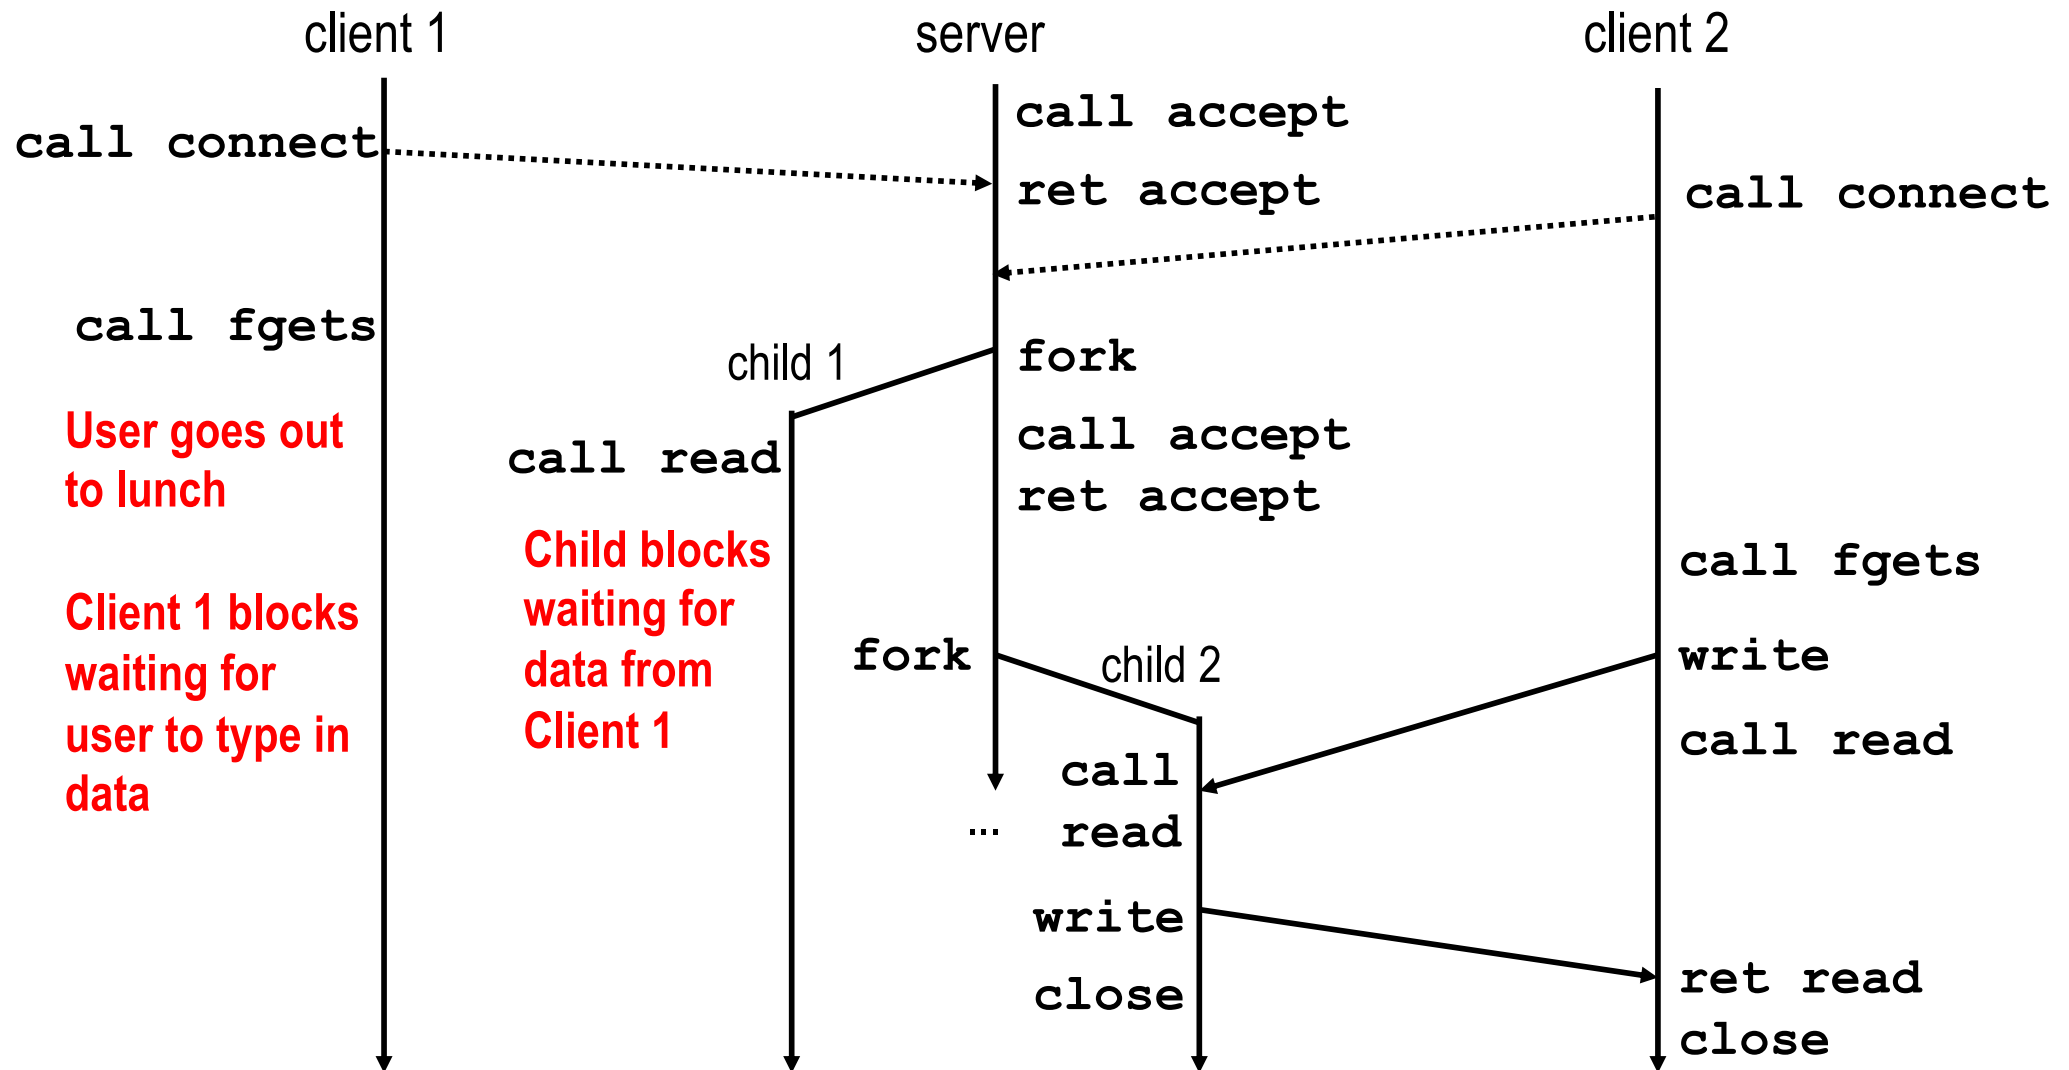 client 1
server
client 2
call connect
call accept
ret accept
call connect
call fgets
child 1
fork
User goes out
to lunch
call read
call accept
ret accept
Client 1 blocks
waiting for
user to type in
data
Child blocks
waiting for
data from
Client 1
fork
child 2
call fgets
write
call read
call
read
...
write
close
ret read
close